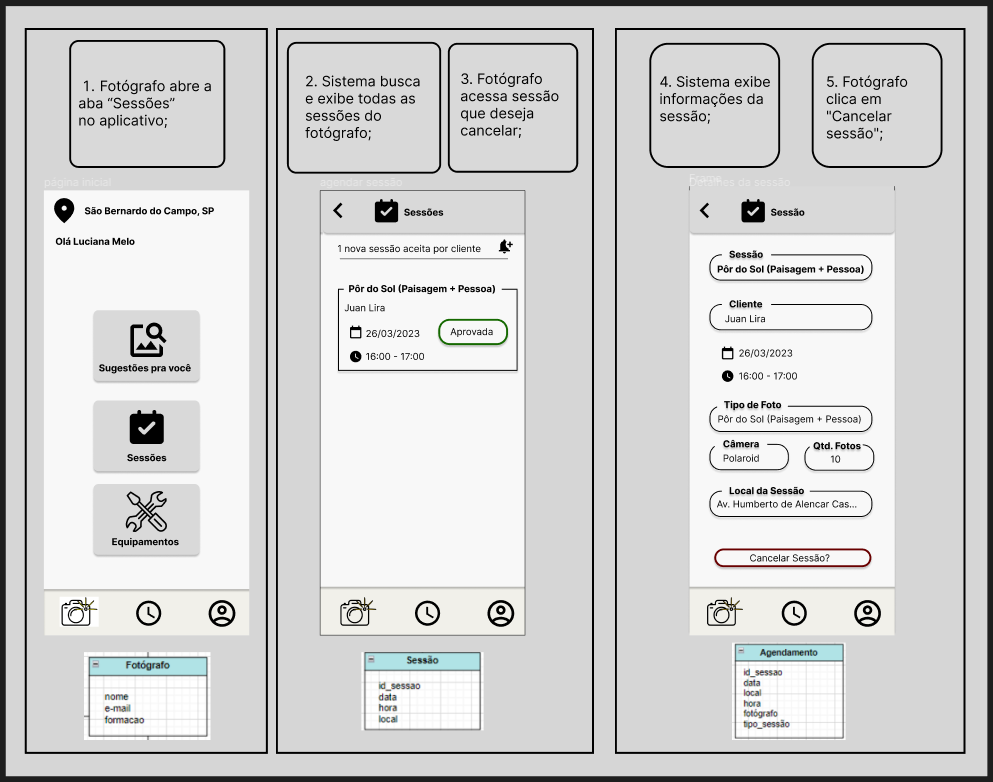 1. Fotógrafo abre a
aba “Sessões”
no aplicativo;
2. Sistema busca
e exibe todas as
sessões do
fotógrafo;
3. Fotógrafo
acessa sessão
que deseja
cancelar;
4. Sistema exibe
informações da
sessão;
5. Fotógrafo
clica em
"Cancelar
sessão";
pagina inicial
São Bernardo do Campo, SP
Olá Luciana Melo
Sugestões pra você
Sessões
Equipamentos
Fotógrafo
nome
e-mail
formacao
agendar sessão
Sessões
1 nova sessão aceita por cliente
Pôr do Sol (Paisagem + Pessoa)
Juan Lira
26/03/2023
Aprovada
16:00 - 17:00
Sessão
id_sessao
data
hora
local
Frame
Detalhes da sessão
Sessão
Sessão
Pôr do Sol (Paisagem + Pessoa)
Cliente
Juan Lira
26/03/2023
16:00 - 17:00
Tipo de Foto
Pôr do Sol (Paisagem + Pessoa)
Câmera
Polaroid
Qtd. Fotos
10
Local da Sessão
Av. Humberto de Alencar Cas...
Cancelar Sessão?
Agendamento
id_sessao
data
local
hora
fotógrafo
tipo_sessão